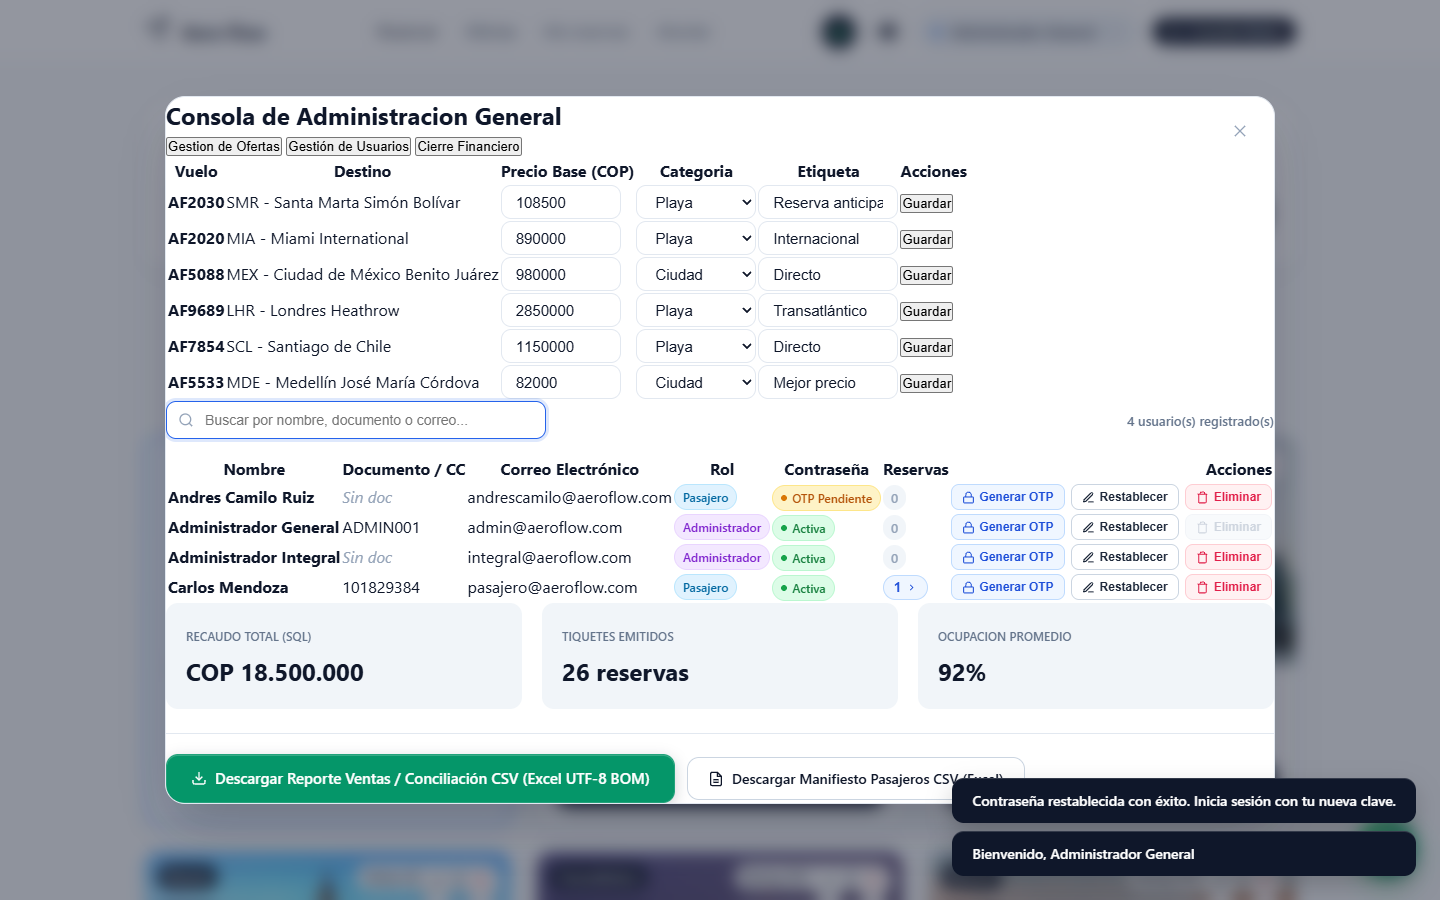 Consola de Administracion General
Gestion de Ofertas Gestión de Usuarios Cierre Financiero
Vuelo Destino Precio Base (COP) Categoria Etiqueta Acciones
AF2030 SMR - Santa Marta Simón Bolívar 108500 Playa Reserva anticipa Guardar
AF2020 MIA - Miami International 890000 Playa Internacional Guardar
AF5088 MEX - Ciudad de México Benito Juárez 980000 Ciudad Directo Guardar
AF9689 LHR - Londres Heathrow 2850000 Playa Transatlántico Guardar
AF7854 SCL - Santiago de Chile 1150000 Playa Directo Guardar
AF5533 MDE - Medellín José María Córdova 82000 Ciudad Mejor precio Guardar
Buscar por nombre, documento o correo... 4 usuario(s) registrado(s)
Nombre Documento / CC Correo Electrónico Rol Contraseña Reservas Acciones
Andres Camilo Ruiz Sin doc andrescamilo@aeroflow.com Pasajero OTP Pendiente 0 Generar OTP Restablecer Eliminar
Administrador General ADMIN001 admin@aeroflow.com Administrador Activa 0 Generar OTP Restablecer Eliminar
Administrador Integral Sin doc integral@aeroflow.com Administrador Activa 0 Generar OTP Restablecer Eliminar
Carlos Mendoza 101829384 pasajero@aeroflow.com Pasajero Activa 1 › Generar OTP Restablecer Eliminar
RECAUDO TOTAL (SQL) TIQUETES EMITIDOS OCUPACION PROMEDIO
COP 18.500.000 26 reservas 92%
Descargar Reporte Ventas / Conciliación CSV (Excel UTF-8 BOM) Descargar Manifiesto Pasajeros CSV (Excel)
Contraseña restablecida con éxito. Inicia sesión con tu nueva clave.
Bienvenido, Administrador General